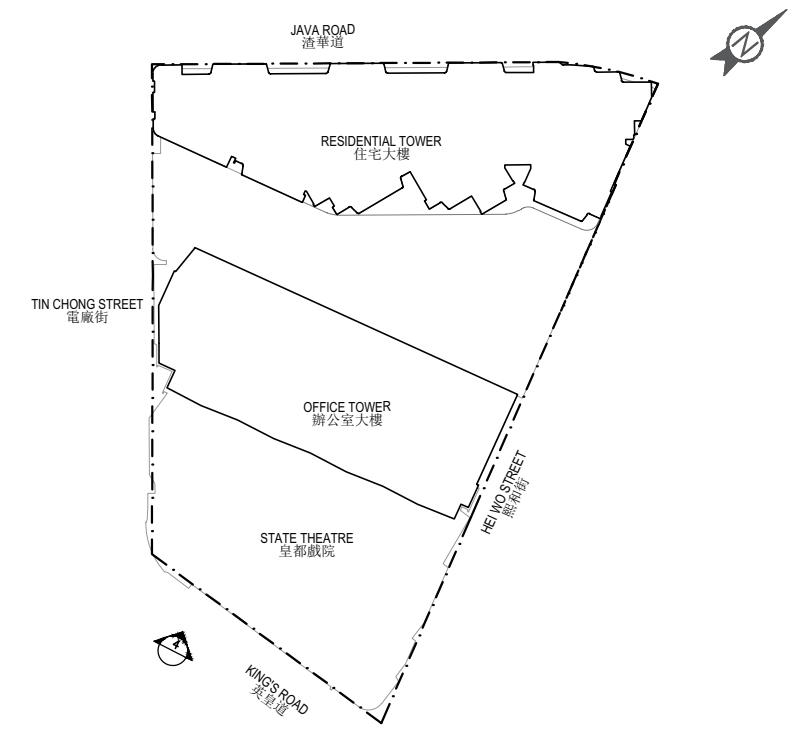 JAVA ROAD
渣華道
N
RESIDENTIAL TOWER
住宅大樓
TIN CHONG STREET
電廠街
OFFICE TOWER
辦公室大樓
HEI WO STREET
熙和街
STATE THEATRE
皇都戲院
4
KING'S ROAD
英皇道